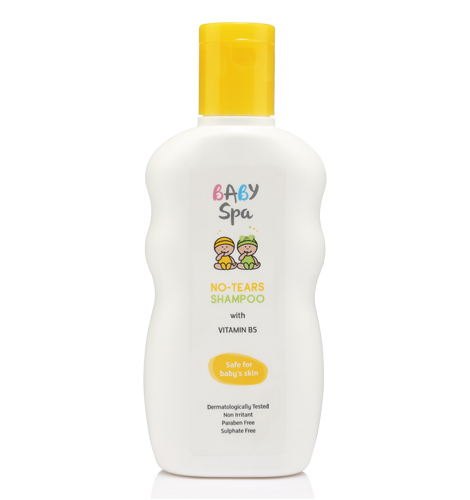 BABY
Spa
NO-TEARS
SHAMPOO
with
VITAMIN B5
Safe for
baby's skin
Dermatologically Tested
Non Irritant
Paraben Free
Sulphate Free